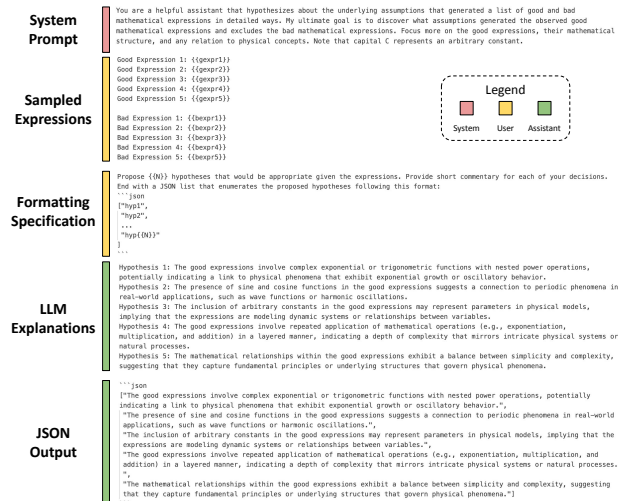 System
Prompt
You are a helpful assistant that hypothesizes about the underlying assumptions that generated a list of good and bad
mathematical expressions in detailed ways. My ultimate goal is to discover what assumptions generated the observed good
mathematical expressions and excludes the bad mathematical expressions. Focus more on the good expressions, their mathematical
structure, and any relation to physical concepts. Note that capital C represents an arbitrary constant.
Sampled
Expressions
Good Expression 1: {{gexpr1}}
Good Expression 2: {{gexpr2}}
Good Expression 3: {{gexpr3}}
Good Expression 4: {{gexpr4}}
Good Expression 5: {{gexpr5}}
Bad Expression 1: {{bexpr1}}
Bad Expression 2: {{bexpr2}}
Bad Expression 3: {{bexpr3}}
Bad Expression 4: {{bexpr4}}
Bad Expression 5: {{bexpr5}}
Legend
System User Assistant
Formatting
Specification
Propose {{N}} hypotheses that would be appropriate given the expressions. Provide short commentary for each of your decisions.
End with a JSON list that enumerates the proposed hypotheses following this format:
```json
["hyp1",
"hyp2",
...
"hyp{{N}}"
]
```
LLM
Explanations
Hypothesis 1: The good expressions involve complex exponential or trigonometric functions with nested power operations,
potentially indicating a link to physical phenomena that exhibit exponential growth or oscillatory behavior.
Hypothesis 2: The presence of sine and cosine functions in the good expressions suggests a connection to periodic phenomena in
real-world applications, such as wave functions or harmonic oscillations.
Hypothesis 3: The inclusion of arbitrary constants in the good expressions may represent parameters in physical models,
implying that the expressions are modeling dynamic systems or relationships between variables.
Hypothesis 4: The good expressions involve repeated application of mathematical operations (e.g., exponentiation,
multiplication, and addition) in a layered manner, indicating a depth of complexity that mirrors intricate physical systems or
natural processes.
Hypothesis 5: The mathematical relationships within the good expressions exhibit a balance between simplicity and complexity,
suggesting that they capture fundamental principles or underlying structures that govern physical phenomena.
JSON
Output
```json
["The good expressions involve complex exponential or trigonometric functions with nested power operations, potentially
indicating a link to physical phenomena that exhibit exponential growth or oscillatory behavior.",
"The presence of sine and cosine functions in the good expressions suggests a connection to periodic phenomena in real-world
applications, such as wave functions or harmonic oscillations.",
"The inclusion of arbitrary constants in the good expressions may represent parameters in physical models, implying that the
expressions are modeling dynamic systems or relationships between variables.",
"The good expressions involve repeated application of mathematical operations (e.g., exponentiation, multiplication, and
addition) in a layered manner, indicating a depth of complexity that mirrors intricate physical systems or natural processes.
",
"The mathematical relationships within the good expressions exhibit a balance between simplicity and complexity, suggesting
that they capture fundamental principles or underlying structures that govern physical phenomena."]